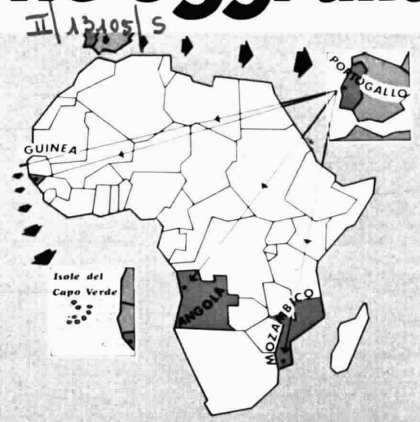 II/13105/S
PORTOGALLO
GUINEA
Isole del
Capo Verde
ANGOLA
MOZAMBICO